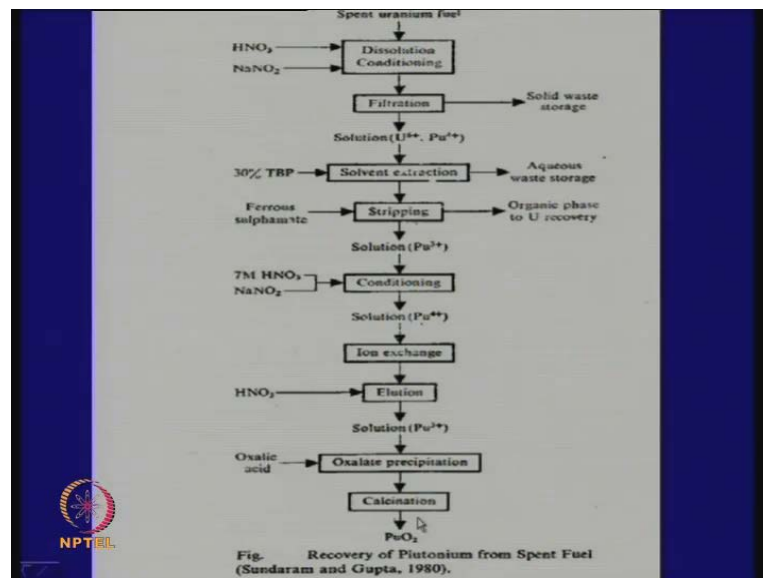 Spent uranium fuel
HNO₃
NaNO₂
Dissolution
Conditioning
Filtration
Solid waste
storage
Solution (U⁶⁺, Pu⁴⁺)
30% TBP
Solvent extraction
Aqueous
waste storage
Ferrous
sulphamate
Stripping
Organic phase
to U recovery
Solution (Pu³⁺)
7M HNO₃
NaNO₂
Conditioning
Solution (Pu⁴⁺)
Ion exchange
HNO₃
Elution
Solution (Pu³⁺)
Oxalic
acid
Oxalate precipitation
Calcination
PuO₂
Fig. Recovery of Plutonium from Spent Fuel
(Sundaram and Gupta, 1980).
NPTEL